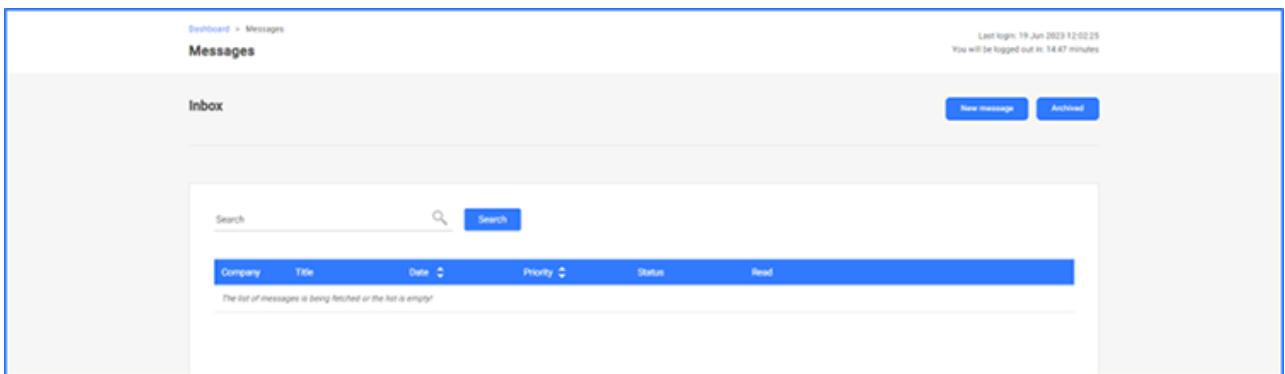 Dashboard > Messages
Messages
Last login: 19 Jun 2023 12:02:25
You will be logged out in: 14:47 minutes
Inbox
New message
Archived
Search
Search
Company Title Date Priority Status Read
The list of messages is being fetched or the list is empty!